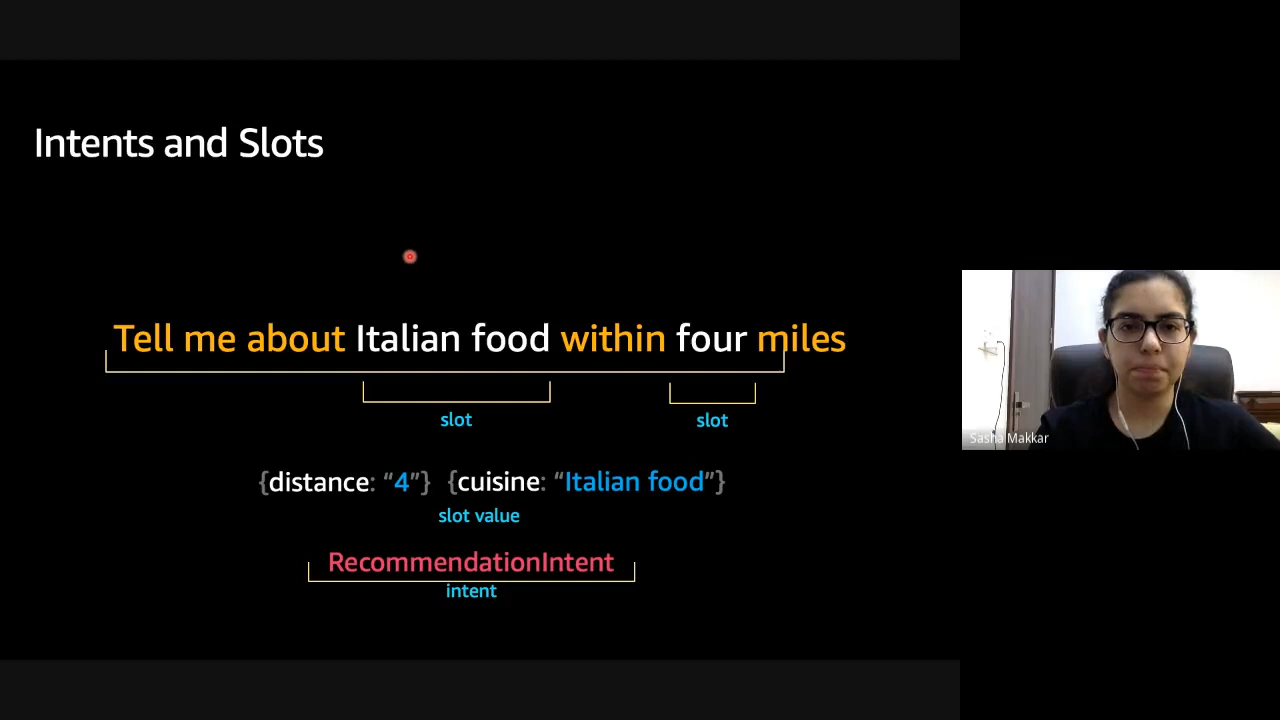 Intents and Slots
Tell me about Italian food within four miles
slot slot
{distance: “4”} {cuisine: “Italian food”}
slot value
RecommendationIntent
intent
Sasha Makkar